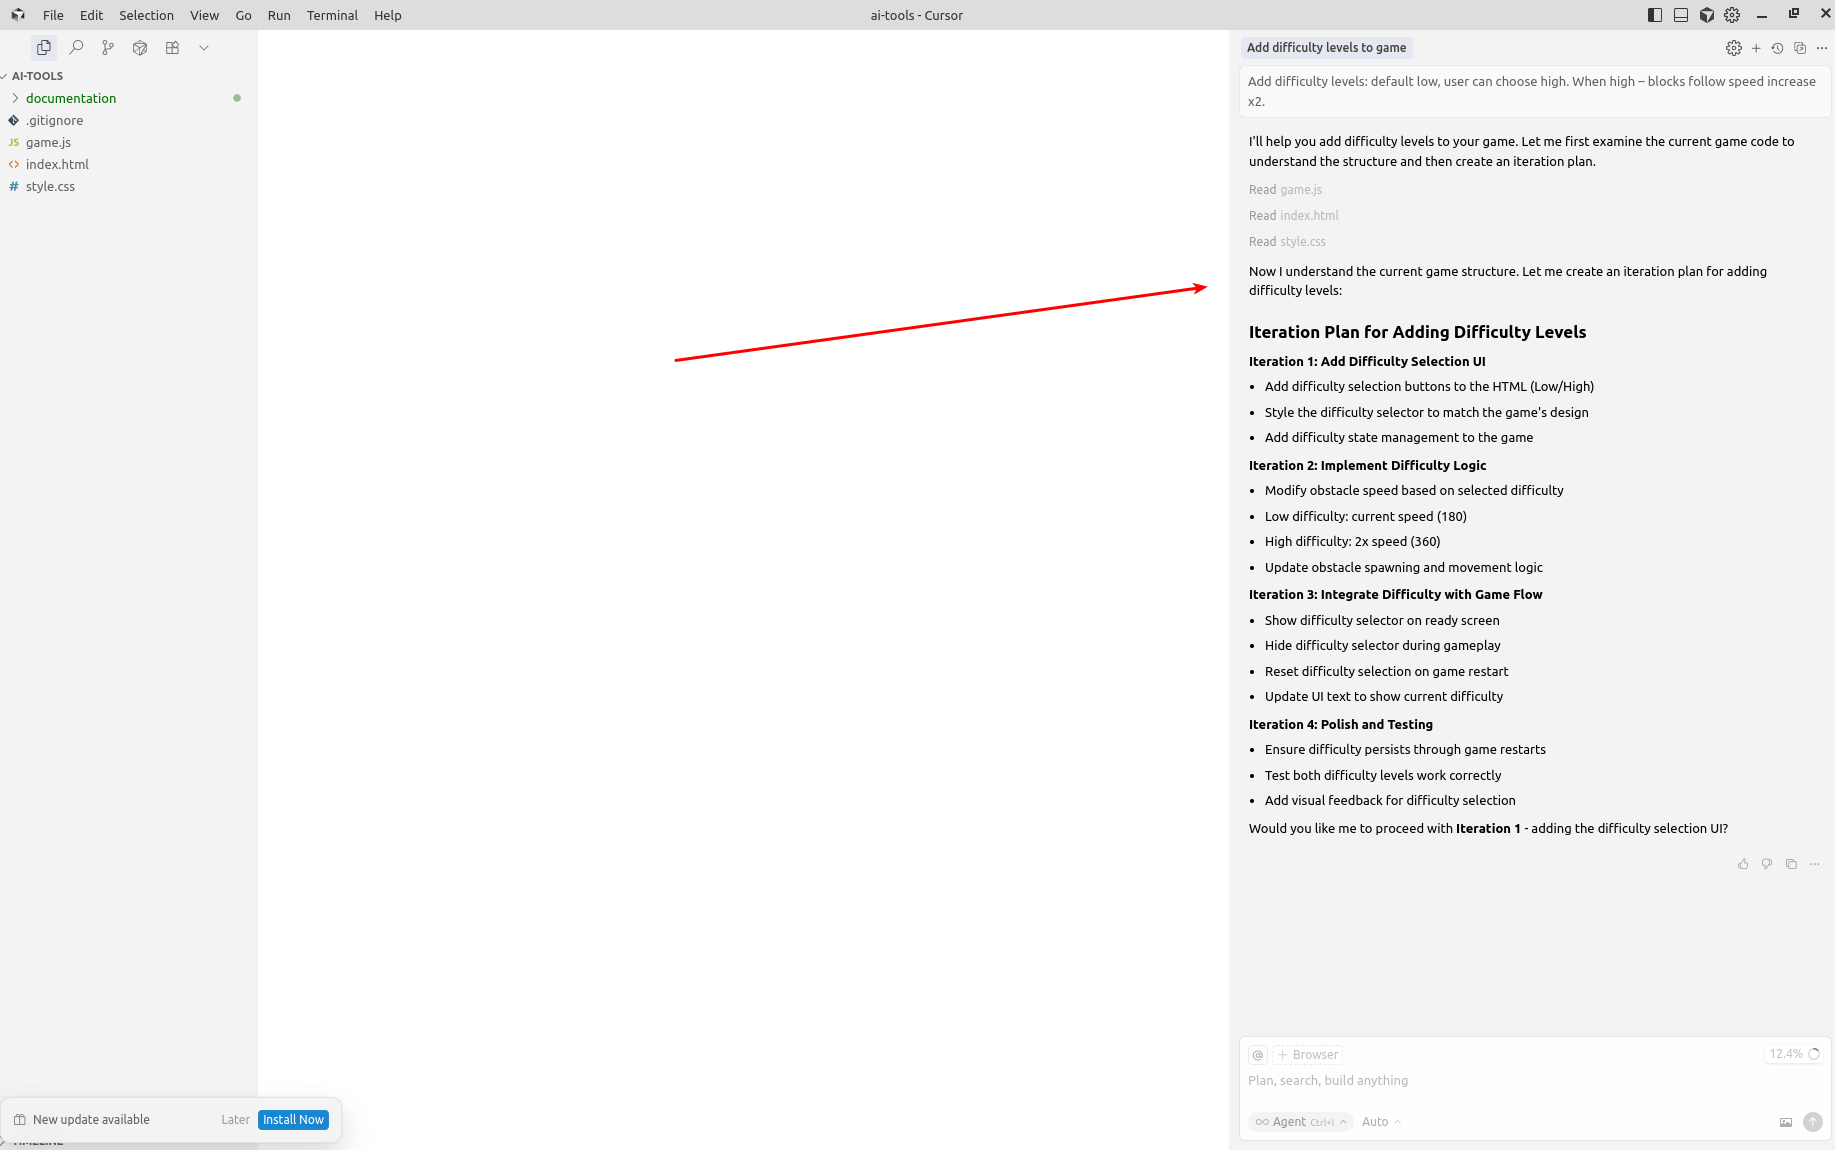 File Edit Selection View Go Run Terminal Help
ai-tools - Cursor
AI-TOOLS
documentation
.gitignore
JS game.js
<> index.html
# style.css
New update available Later Install Now
TIMELINE
Add difficulty levels to game
Add difficulty levels: default low, user can choose high. When high – blocks follow speed increase
x2.
I'll help you add difficulty levels to your game. Let me first examine the current game code to
understand the structure and then create an iteration plan.
Read game.js
Read index.html
Read style.css
Now I understand the current game structure. Let me create an iteration plan for adding
difficulty levels:
Iteration Plan for Adding Difficulty Levels
Iteration 1: Add Difficulty Selection UI
• Add difficulty selection buttons to the HTML (Low/High)
• Style the difficulty selector to match the game's design
• Add difficulty state management to the game
Iteration 2: Implement Difficulty Logic
• Modify obstacle speed based on selected difficulty
• Low difficulty: current speed (180)
• High difficulty: 2x speed (360)
• Update obstacle spawning and movement logic
Iteration 3: Integrate Difficulty with Game Flow
• Show difficulty selector on ready screen
• Hide difficulty selector during gameplay
• Reset difficulty selection on game restart
• Update UI text to show current difficulty
Iteration 4: Polish and Testing
• Ensure difficulty persists through game restarts
• Test both difficulty levels work correctly
• Add visual feedback for difficulty selection
Would you like me to proceed with Iteration 1 - adding the difficulty selection UI?
@ + Browser 12.4%
Plan, search, build anything
∞ Agent Ctrl+I Auto